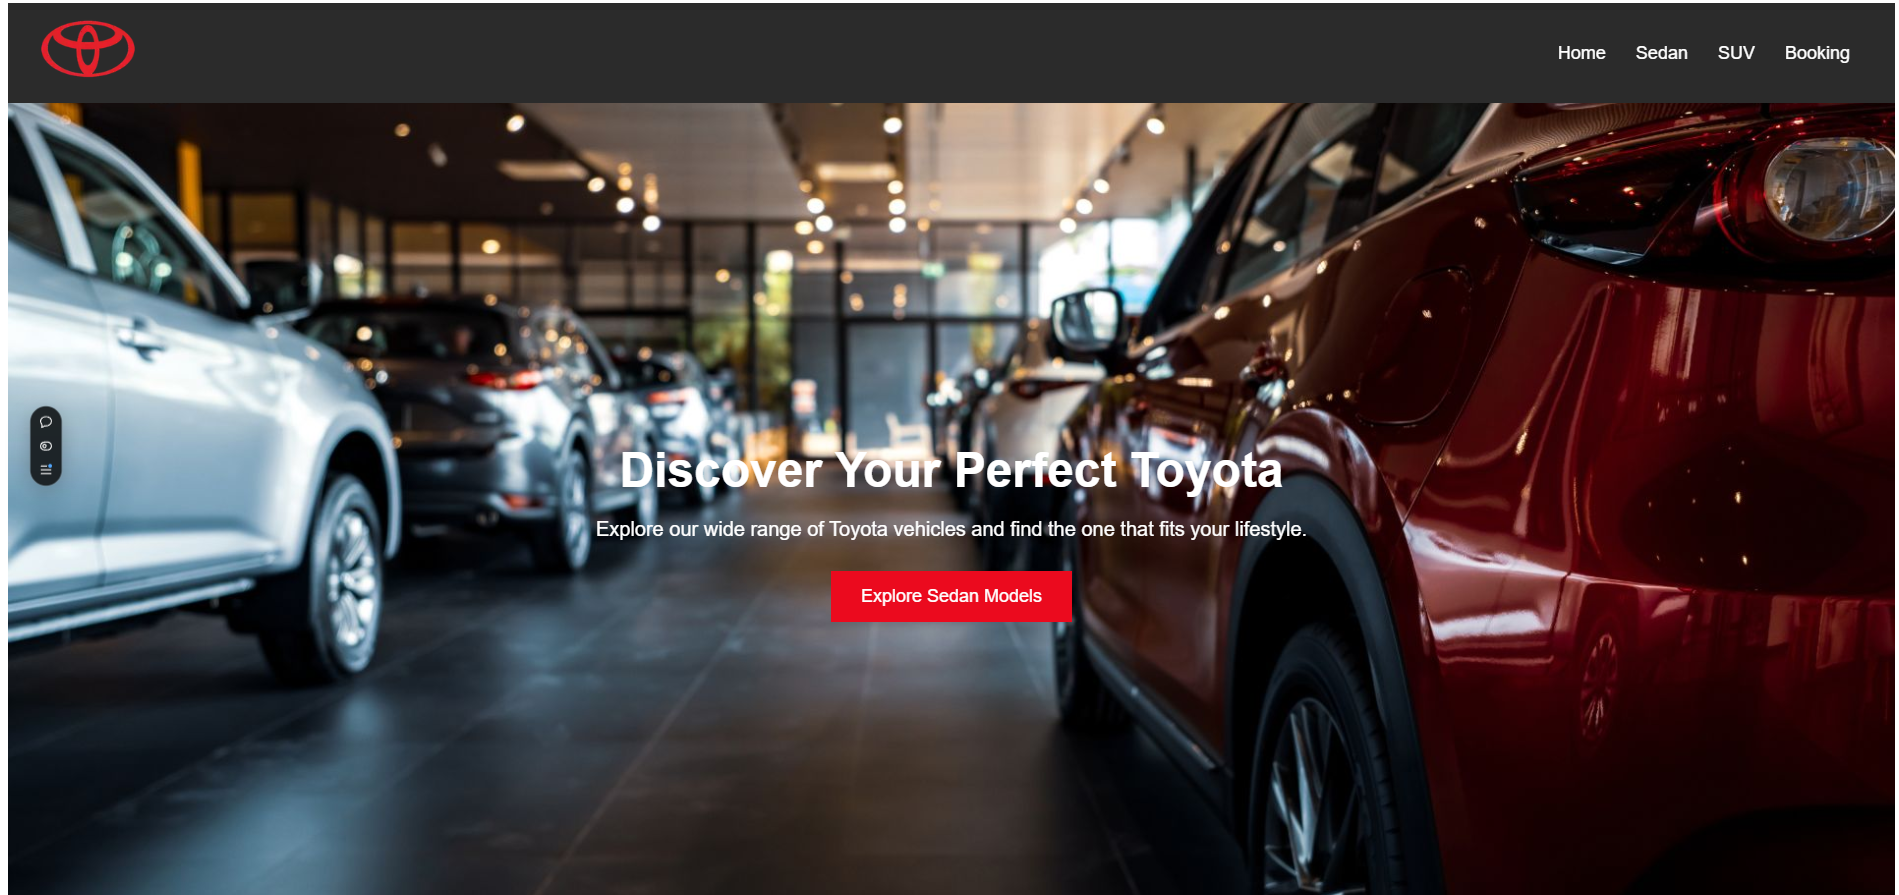 Home
Sedan
SUV
Booking
Discover Your Perfect Toyota
Explore our wide range of Toyota vehicles and find the one that fits your lifestyle.
Explore Sedan Models